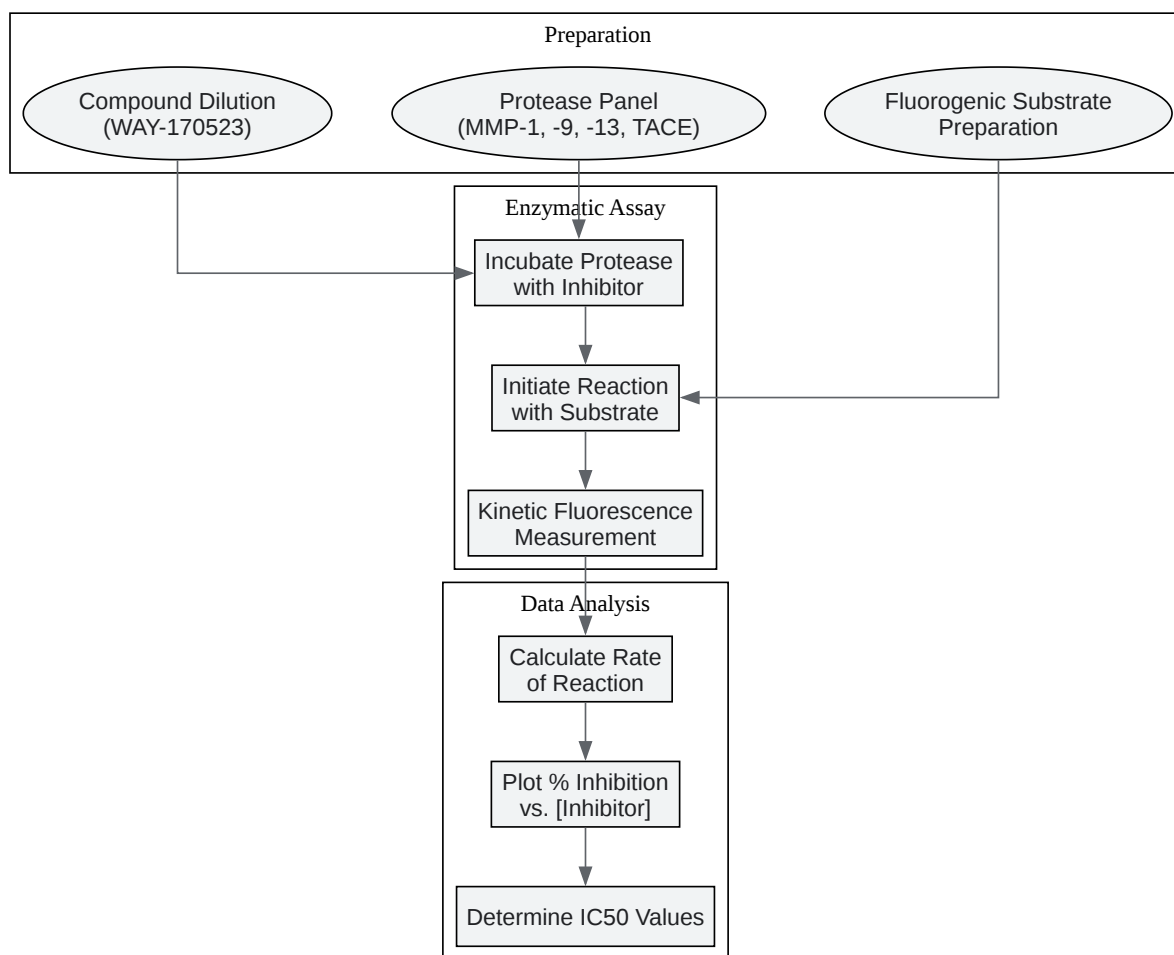 Preparation
Compound Dilution
(WAY-170523)
Protease Panel
(MMP-1, -9, -13, TACE)
Fluorogenic Substrate
Preparation
Enzymatic Assay
Incubate Protease
with Inhibitor
Initiate Reaction
with Substrate
Kinetic Fluorescence
Measurement
Data Analysis
Calculate Rate
of Reaction
Plot % Inhibition
vs. [Inhibitor]
Determine IC50 Values